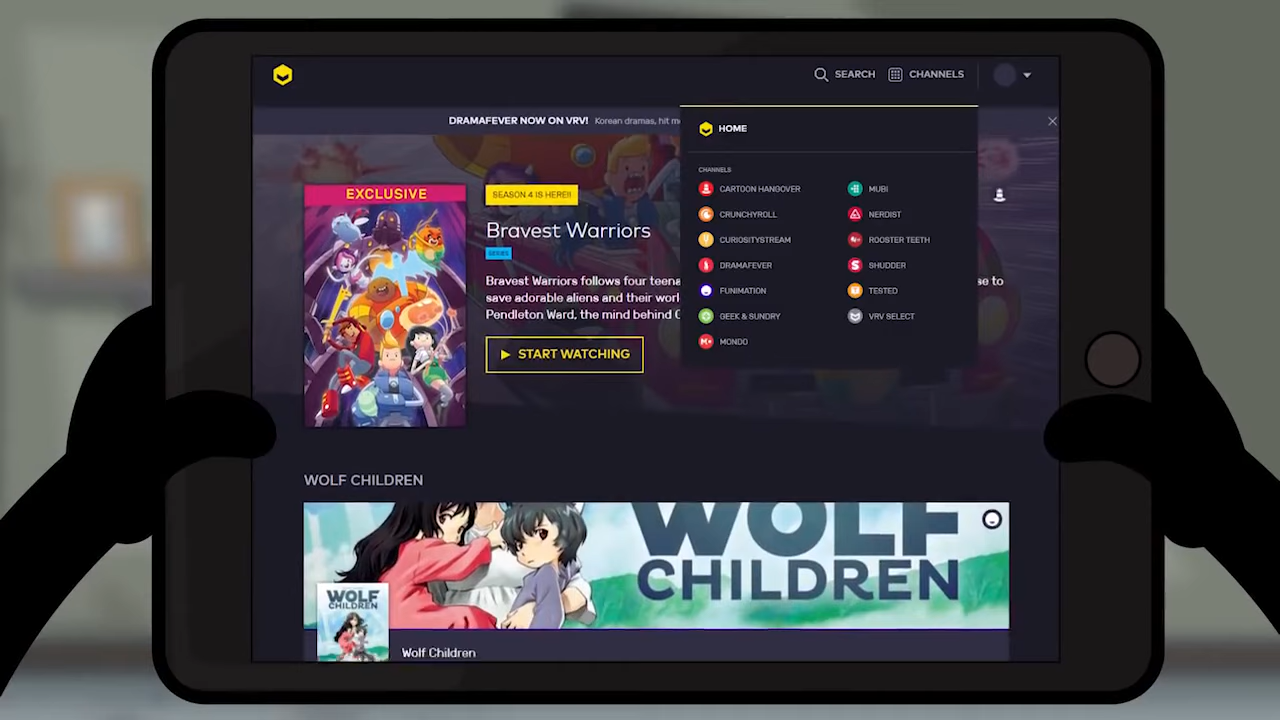 SEARCH
CHANNELS
DRAMAFEVER NOW ON VRV! Korean dramas, hit
HOME
CHANNELS
CARTOON HANGOVER
CRUNCHYROLL
CURIOSITYSTREAM
DRAMAFEVER
FUNIMATION
GEEK & SUNDRY
MONDO
MUBI
NERDIST
ROOSTER TEETH
SHUDDER
TESTED
VRV SELECT
EXCLUSIVE
SEASON 4 IS HERE!!
Bravest Warriors
SERIES
Bravest Warriors follows four teena
se to
save adorable aliens and their worl
Pendleton Ward, the mind behind
START WATCHING
WOLF CHILDREN
WOLF
CHILDREN
WOLF
CHILDREN
Wolf Children